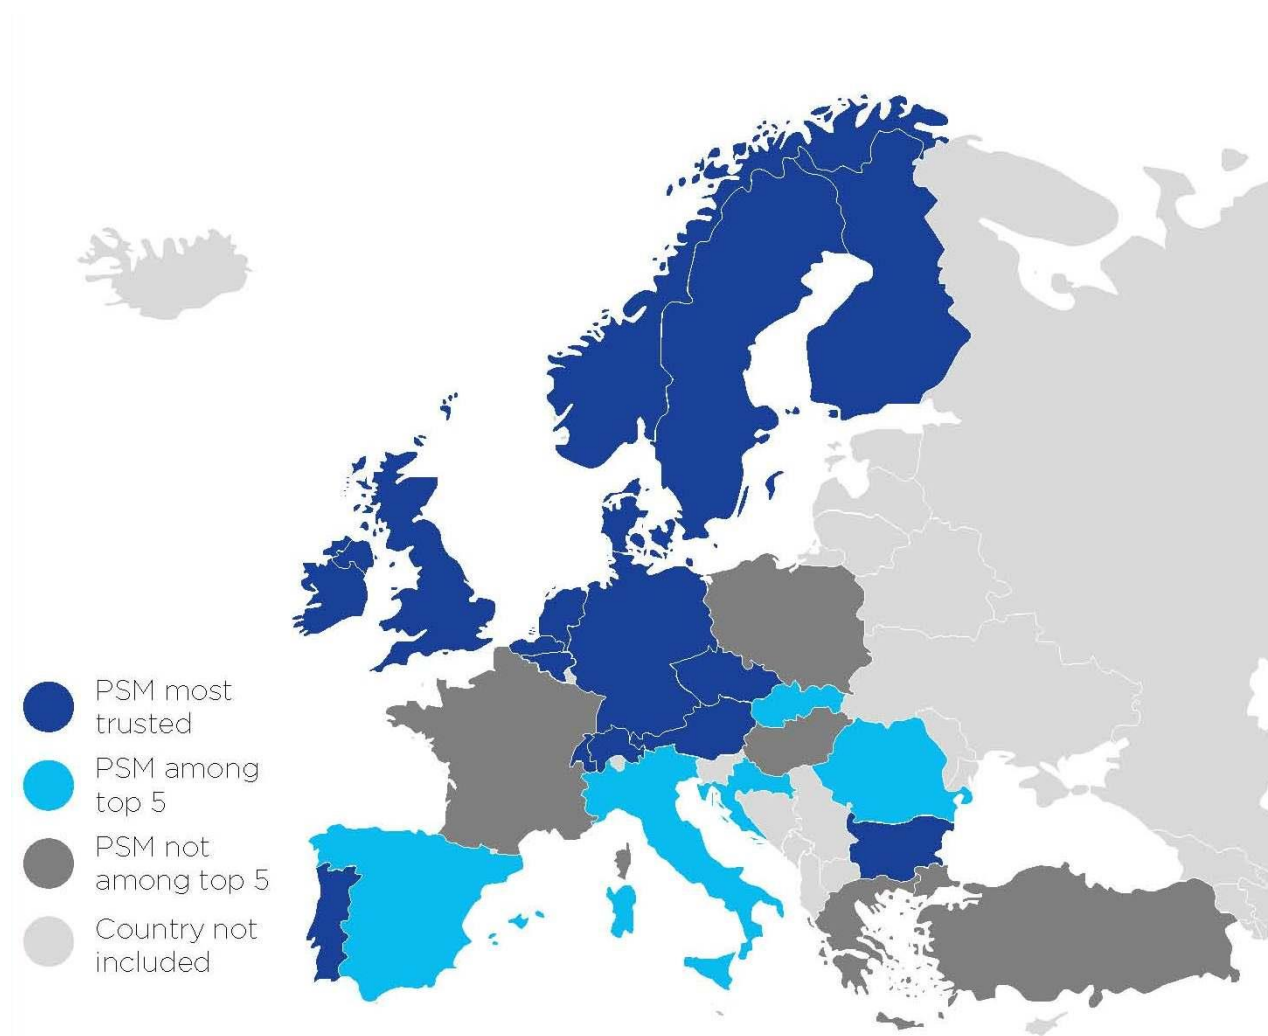 PSM most
trusted
PSM among
top 5
PSM not
among top 5
Country not
included